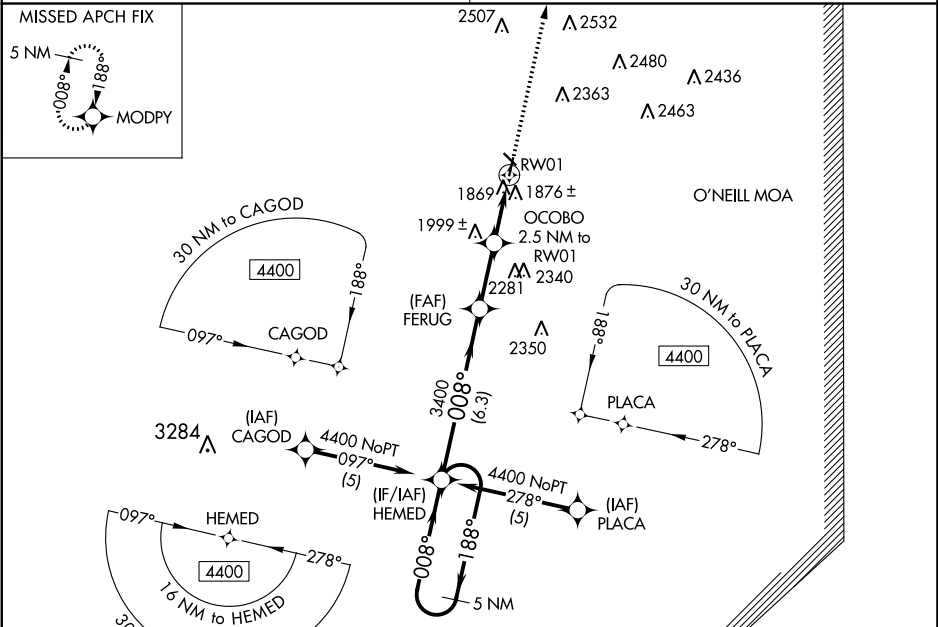 MISSED APCH FIX
5 NM
008°
188°
MODPY
2507
2532
2480
2436
2363
2463
RW01
1869
1876 ±
O'NEILL MOA
OCOBO
2.5 NM to
RW01
1999 ±
2340
2281
(FAF)
FERUG
2350
30 NM to CAGOD
4400
188°
097°
CAGOD
30 NM to PLACA
188°
4400
PLACA
278°
3400
008°
(6.3)
3284
(IAF)
CAGOD
4400 NoPT
097°
(5)
(IF/IAF)
HEMED
4400 NoPT
278°
(5)
(IAF)
PLACA
097°
HEMED
278°
4400
16 NM to HEMED
30
008°
188°
5 NM